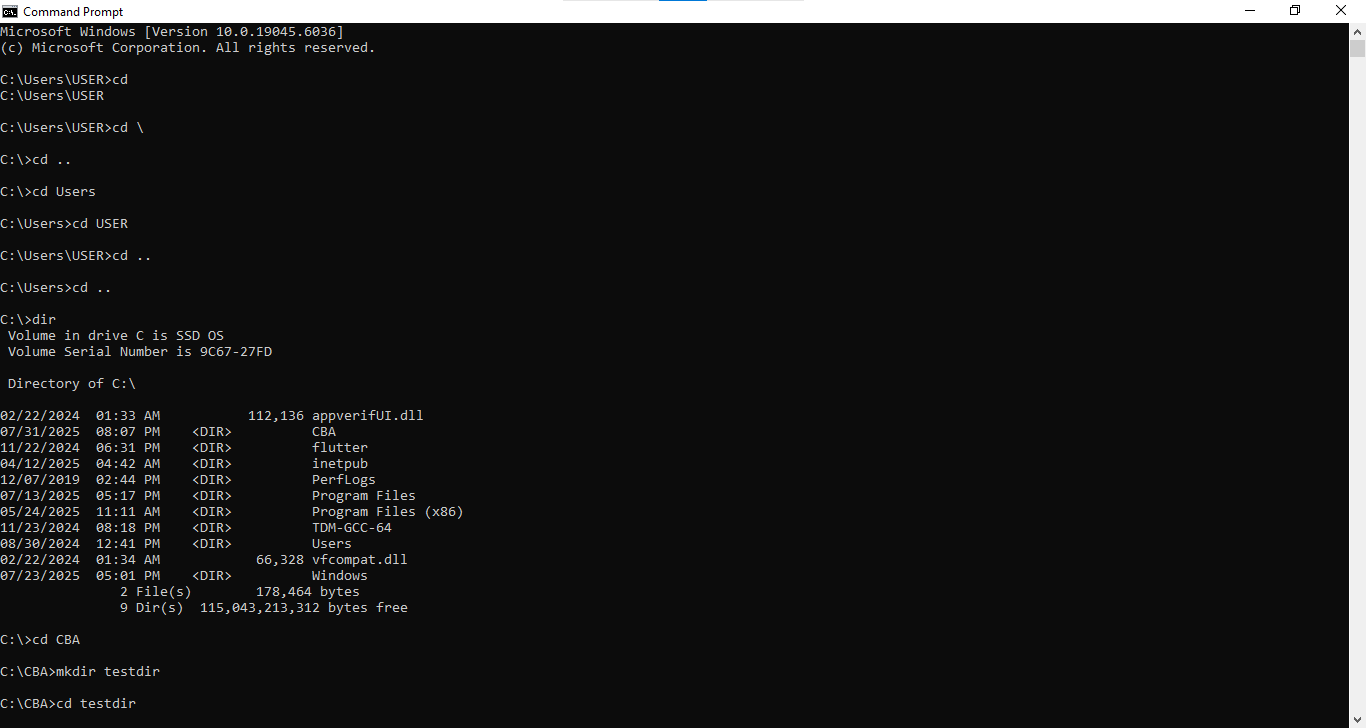 Command Prompt
Microsoft Windows [Version 10.0.19045.6036]
(c) Microsoft Corporation. All rights reserved.
C:\Users\USER>cd
C:\Users\USER
C:\Users\USER>cd \
C:\>cd ..
C:\>cd Users
C:\Users>cd USER
C:\Users\USER>cd ..
C:\Users>cd ..
C:\>dir
 Volume in drive C is SSD OS
 Volume Serial Number is 9C67-27FD
 Directory of C:\
02/22/2024  01:33 AM           112,136 appverifUI.dll
07/31/2025  08:07 PM    <DIR>          CBA
11/22/2024  06:31 PM    <DIR>          flutter
04/12/2025  04:42 AM    <DIR>          inetpub
12/07/2019  02:44 PM    <DIR>          PerfLogs
07/13/2025  05:17 PM    <DIR>          Program Files
05/24/2025  11:11 AM    <DIR>          Program Files (x86)
11/23/2024  08:18 PM    <DIR>          TDM-GCC-64
08/30/2024  12:41 PM    <DIR>          Users
02/22/2024  01:34 AM            66,328 vfcompat.dll
07/23/2025  05:01 PM    <DIR>          Windows
               2 File(s)        178,464 bytes
               9 Dir(s)  115,043,213,312 bytes free
C:\>cd CBA
C:\CBA>mkdir testdir
C:\CBA>cd testdir